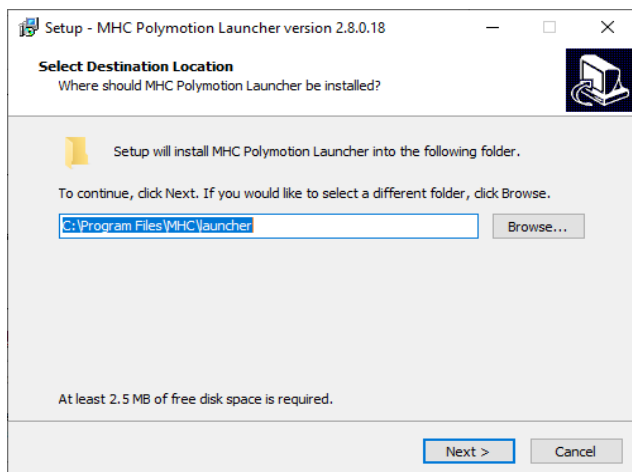 Setup - MHC Polymotion Launcher version 2.8.0.18
Select Destination Location
Where should MHC Polymotion Launcher be installed?
Setup will install MHC Polymotion Launcher into the following folder.
To continue, click Next. If you would like to select a different folder, click Browse.
C:\Program Files\MHC\launcher
Browse...
At least 2.5 MB of free disk space is required.
Next >
Cancel